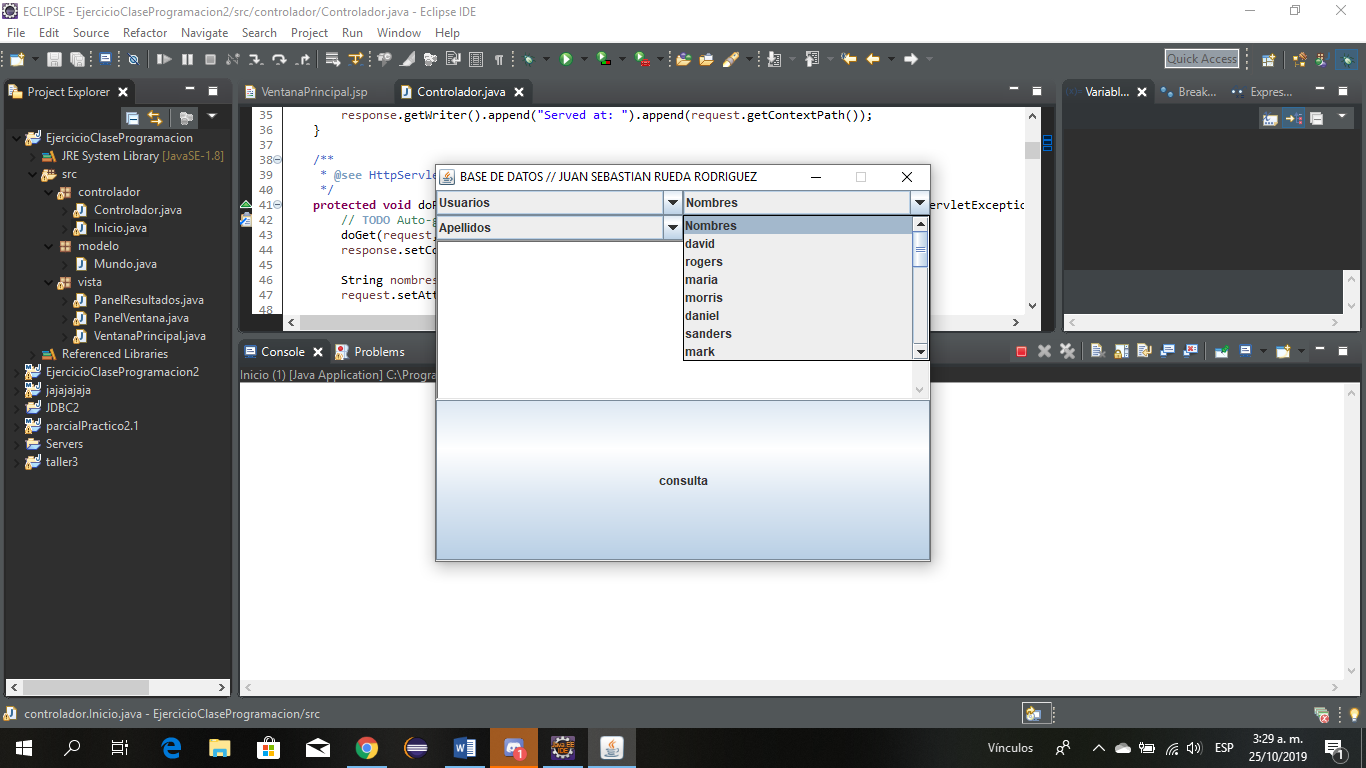 ECLIPSE - EjercicioClaseProgramacion2/src/controlador/Controlador.java - Eclipse IDE
File Edit Source Refactor Navigate Search Project Run Window Help
Quick Access
Project Explorer
EjercicioClaseProgramacion
JRE System Library [JavaSE-1.8]
src
controlador
Controlador.java
Inicio.java
modelo
Mundo.java
vista
PanelResultados.java
PanelVentana.java
VentanaPrincipal.java
Referenced Libraries
EjercicioClaseProgramacion2
jajajajaja
JDBC2
parcialPractico2.1
Servers
taller3
VentanaPrincipal.jsp Controlador.java
35 response.getWriter().append("Served at: ").append(request.getContextPath());
36 }
37
38 /**
39 * @see HttpServle
40 */
41 protected void doP ervletExceptio
42 // TODO Auto-g
43 doGet(request,
44 response.setCo
45
46 String nombres
47 request.setAtt
48
Variabl... Break... Expres...
BASE DE DATOS // JUAN SEBASTIAN RUEDA RODRIGUEZ
Usuarios Nombres
Apellidos
Nombres
david
rogers
maria
morris
daniel
sanders
mark
consulta
Console Problems
Inicio (1) [Java Application] C:\Progra
controlador.Inicio.java - EjercicioClaseProgramacion/src
Vínculos
ESP
3:29 a. m.
25/10/2019
1
1